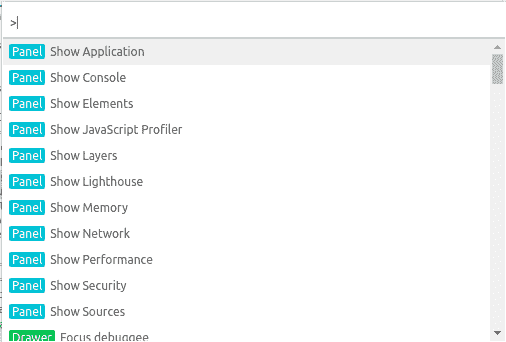 >
Panel Show Application
Panel Show Console
Panel Show Elements
Panel Show JavaScript Profiler
Panel Show Layers
Panel Show Lighthouse
Panel Show Memory
Panel Show Network
Panel Show Performance
Panel Show Security
Panel Show Sources
Drawer Focus debuggee